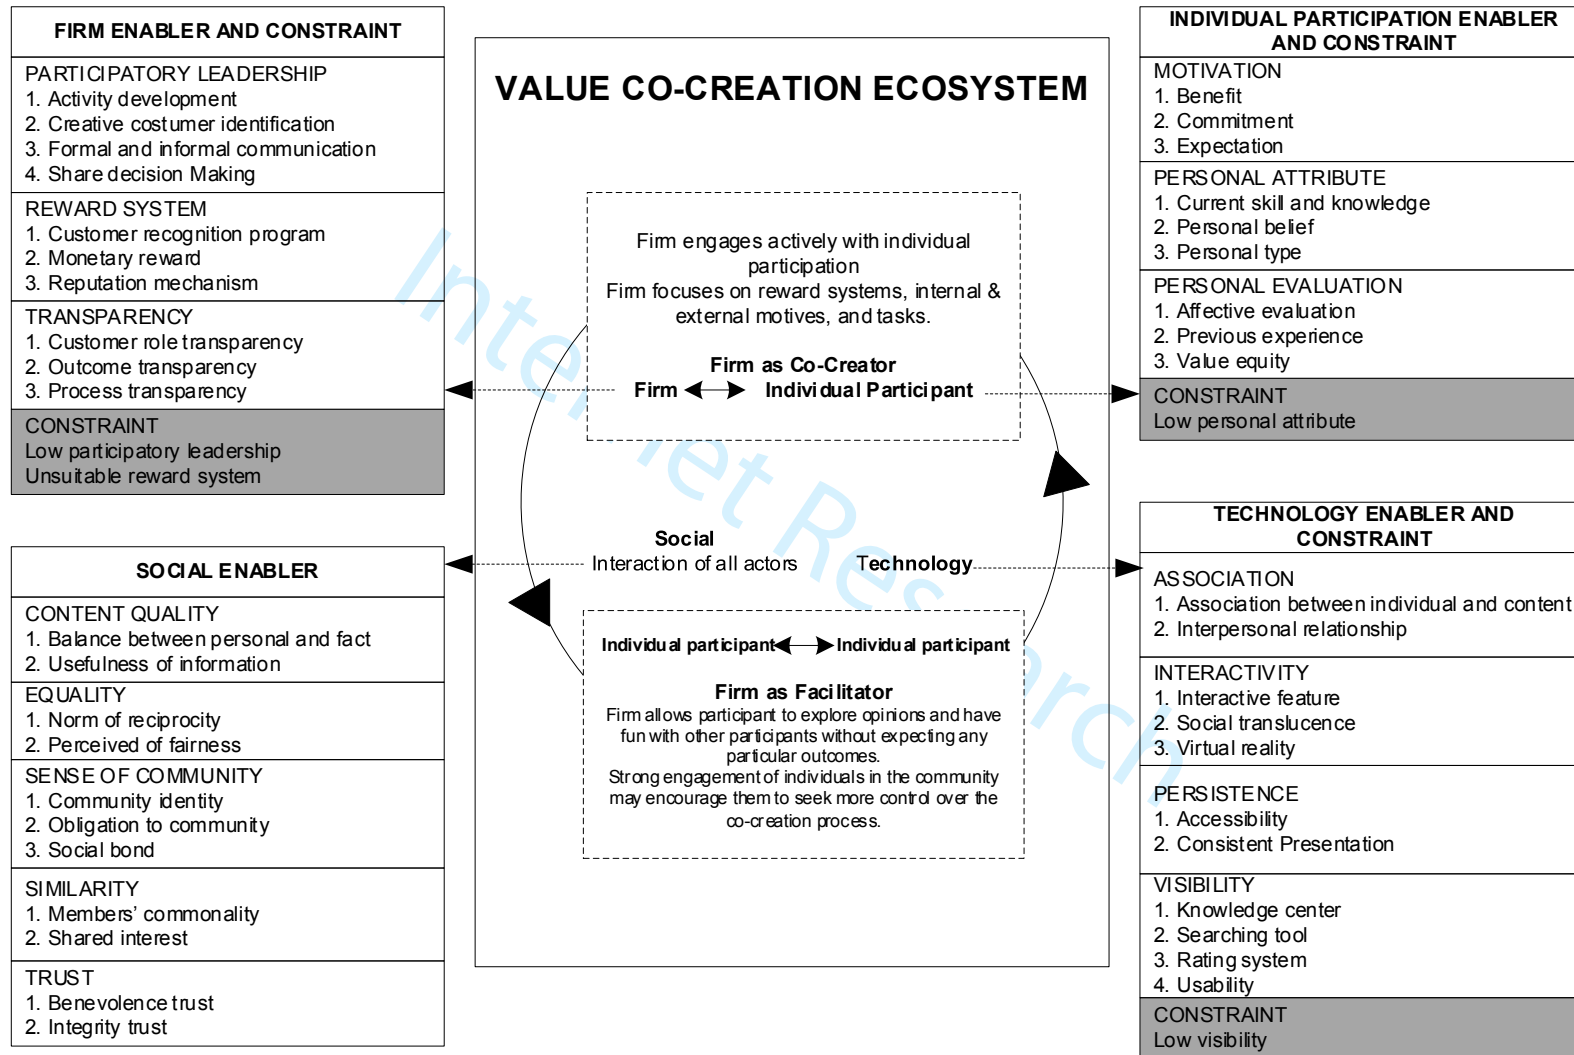 FIRM ENABLER AND CONSTRAINT
PARTICIPATORY LEADERSHIP
1. Activity development
2. Creative costumer identification
3. Formal and informal communication
4. Share decision Making
REWARD SYSTEM
1. Customer recognition program
2. Monetary reward
3. Reputation mechanism
TRANSPARENCY
1. Customer role transparency
2. Outcome transparency
3. Process transparency
CONSTRAINT
Low participatory leadership
Unsuitable reward system
SOCIAL ENABLER
CONTENT QUALITY
1. Balance between personal and fact
2. Usefulness of information
EQUALITY
1. Norm of reciprocity
2. Perceived of fairness
SENSE OF COMMUNITY
1. Community identity
2. Obligation to community
3. Social bond
SIMILARITY
1. Members’ commonality
2. Shared interest
TRUST
1. Benevolence trust
2. Integrity trust
VALUE CO-CREATION ECOSYSTEM
Firm engages actively with individual
participation
Firm focuses on reward systems, internal &
external motives, and tasks.
Firm as Co-Creator
Firm Individual Participant
Social
Interaction of all actors
Technology
Individual participant Individual participant
Firm as Facilitator
Firm allows participant to explore opinions and have
fun with other participants without expecting any
particular outcomes.
Strong engagement of individuals in the community
may encourage them to seek more control over the
co-creation process.
Internet Research
INDIVIDUAL PARTICIPATION ENABLER
AND CONSTRAINT
MOTIVATION
1. Benefit
2. Commitment
3. Expectation
PERSONAL ATTRIBUTE
1. Current skill and knowledge
2. Personal belief
3. Personal type
PERSONAL EVALUATION
1. Affective evaluation
2. Previous experience
3. Value equity
CONSTRAINT
Low personal attribute
TECHNOLOGY ENABLER AND
CONSTRAINT
ASSOCIATION
1. Association between individual and content
2. Interpersonal relationship
INTERACTIVITY
1. Interactive feature
2. Social translucence
3. Virtual reality
PERSISTENCE
1. Accessibility
2. Consistent Presentation
VISIBILITY
1. Knowledge center
2. Searching tool
3. Rating system
4. Usability
CONSTRAINT
Low visibility